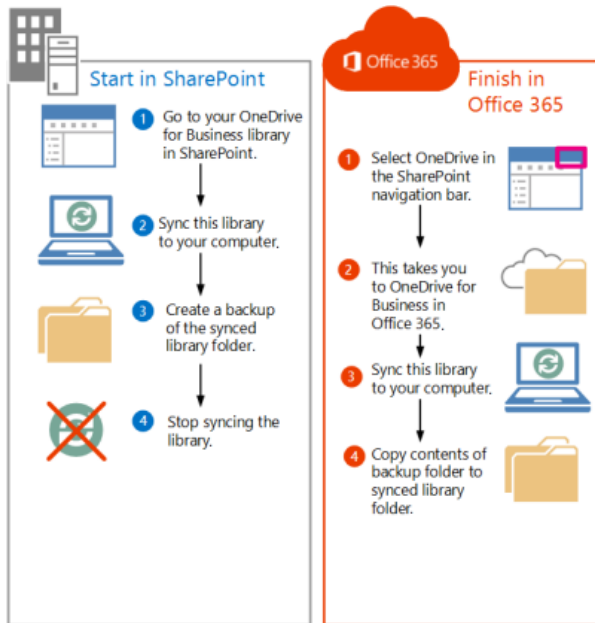 Start in SharePoint
1 Go to your OneDrive
for Business library
in SharePoint.
2 Sync this library
to your computer.
3 Create a backup
of the synced
library folder.
4 Stop syncing the
library.
Office 365
Finish in
Office 365
1 Select OneDrive in
the SharePoint
navigation bar.
2 This takes you
to OneDrive for
Business in
Office 365.
3 Sync this library
to your computer.
4 Copy contents of
backup folder to
synced library
folder.